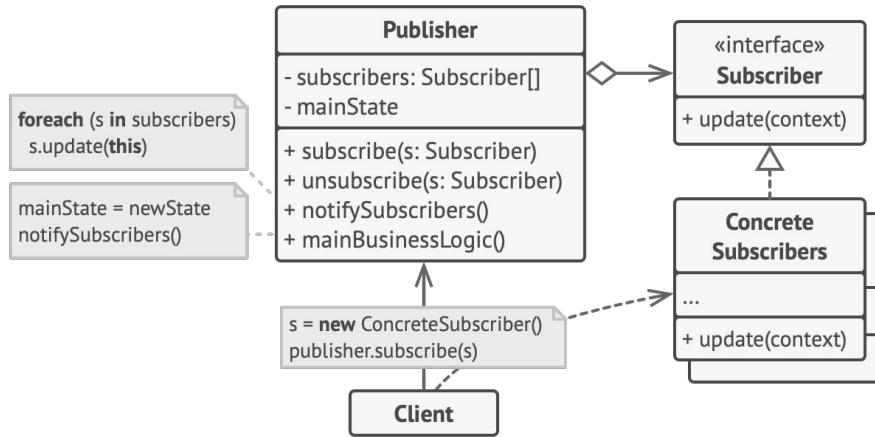 Publisher
- subscribers: Subscriber[]
- mainState
+ subscribe(s: Subscriber)
+ unsubscribe(s: Subscriber)
+ notifySubscribers()
+ mainBusinessLogic()
«interface»
Subscriber
+ update(context)
foreach (s in subscribers)
s.update(this)
mainState = newState
notifySubscribers()
Concrete
Subscribers
...
+ update(context)
s = new ConcreteSubscriber()
publisher.subscribe(s)
Client